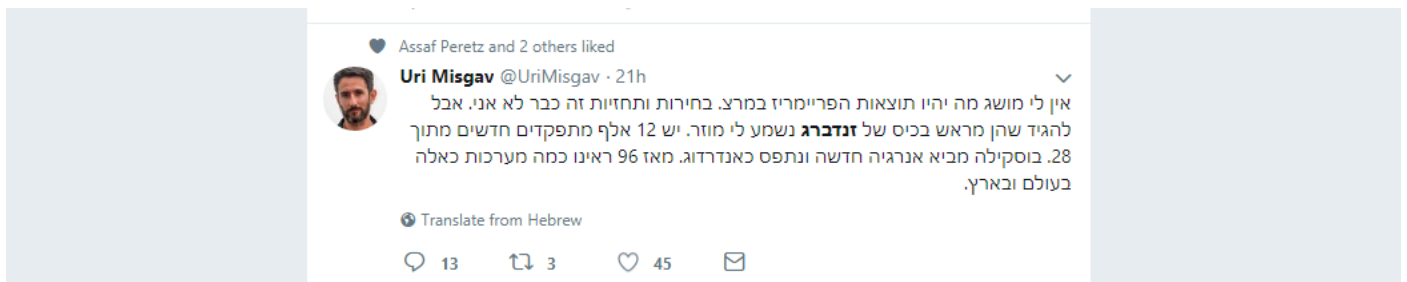 Assaf Peretz and 2 others liked
Uri Misgav @UriMisgav · 21h
אין לי מושג מה יהיו תוצאות הפריימריז במרצ. בחירות ותחזיות זה כבר לא אני. אבל
להגיד שהן מראש בכיס של זנדברג נשמע לי מוזר. יש 12 אלף מתפקדים חדשים מתוך
28. בוסקילה מביא אנרגיה חדשה ונתפס כאנדרדוג. מאז 96 ראינו כמה מערכות כאלה
בעולם ובארץ.
Translate from Hebrew
13 3 45